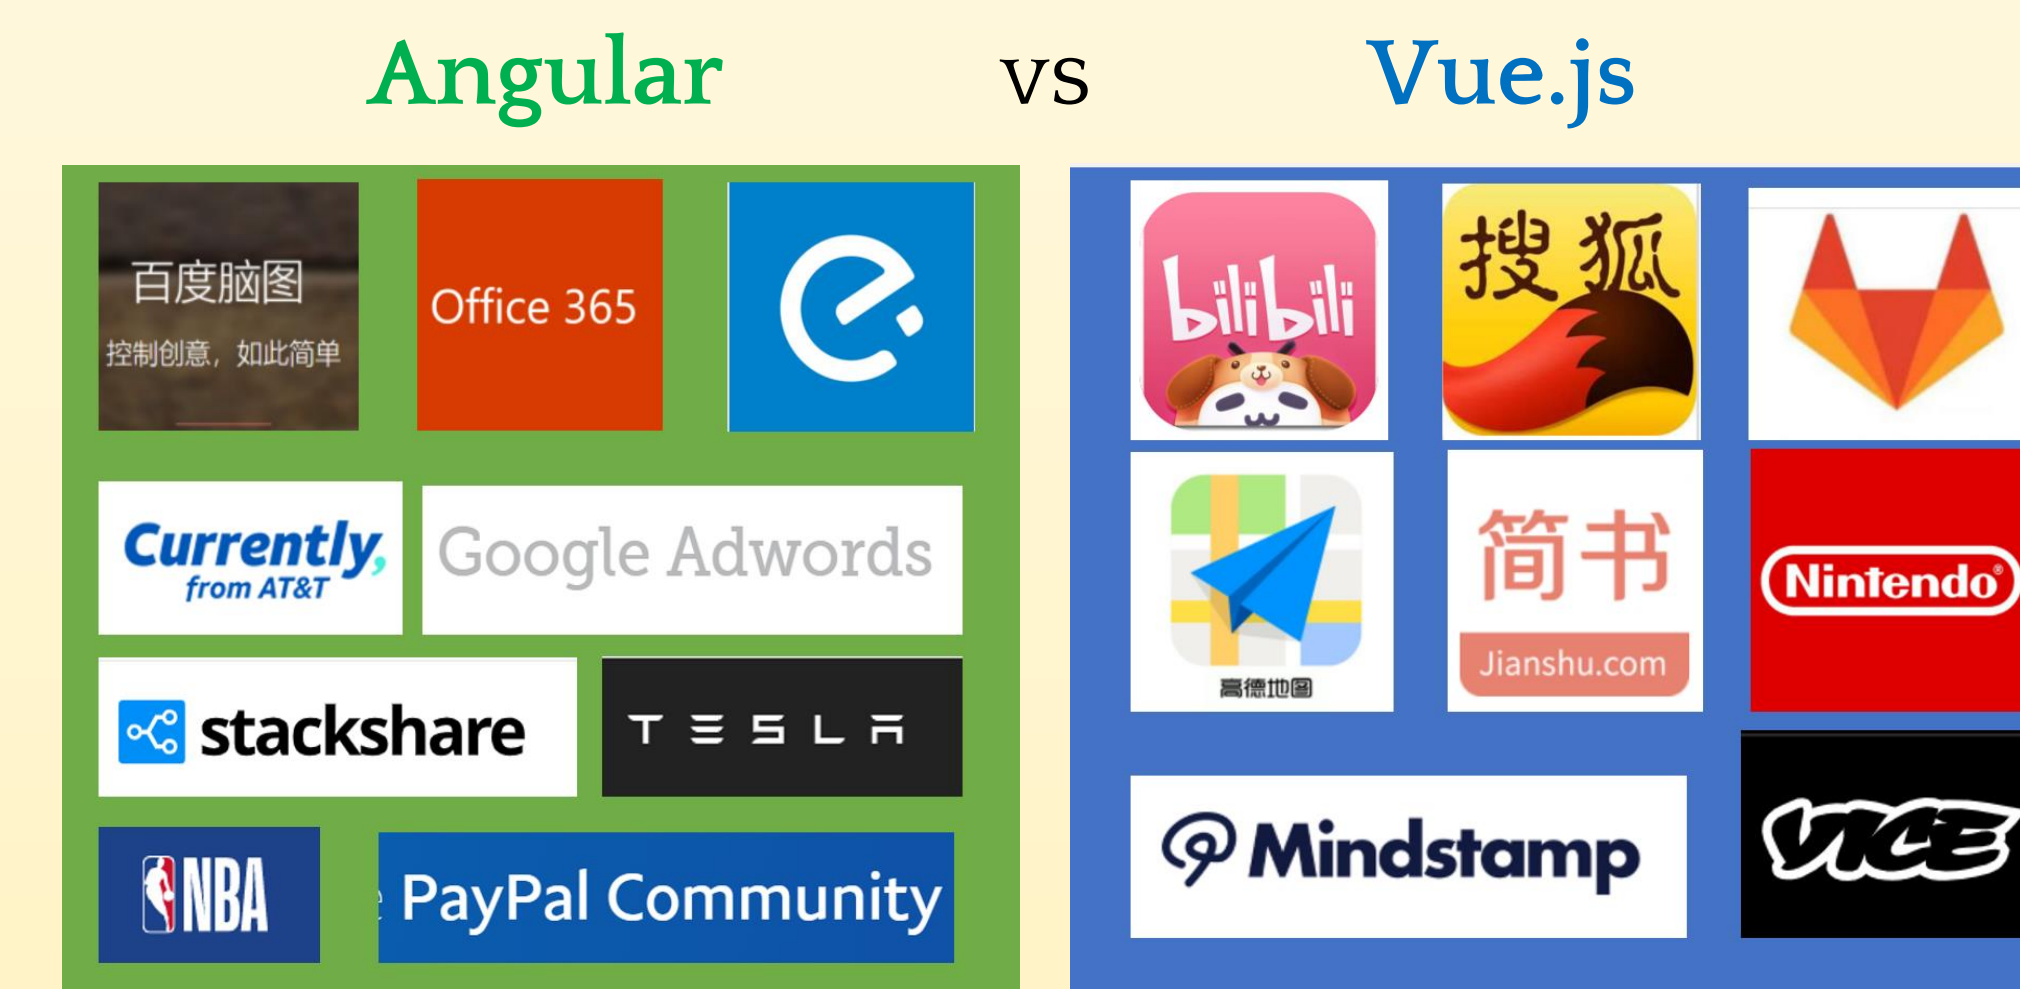 Angular vs Vue.js
百度脑图
控制创意，如此简单
Office 365
bilibili
搜狐
Currently,
from AT&T
Google Adwords
高德地图
简书
Jianshu.com
Nintendo®
stackshare
TESLA
Mindstamp
VICE
NBA
PayPal Community